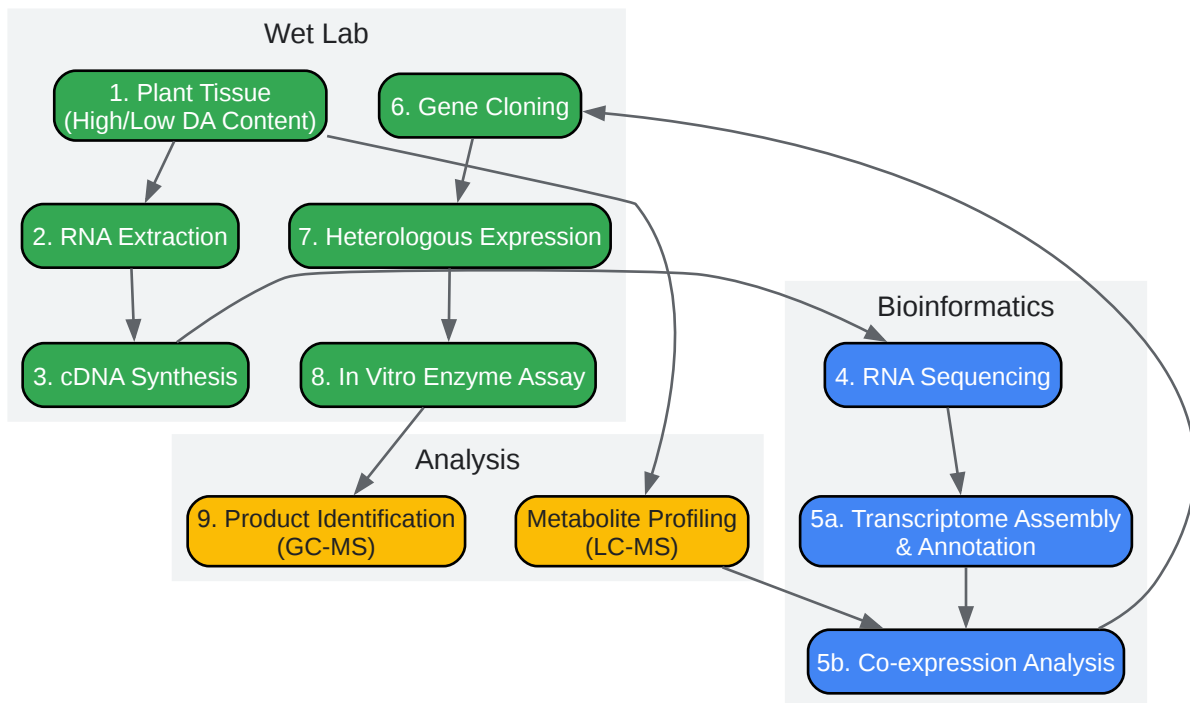 Wet Lab
1. Plant Tissue
(High/Low DA Content)
6. Gene Cloning
2. RNA Extraction
7. Heterologous Expression
3. cDNA Synthesis
8. In Vitro Enzyme Assay
Bioinformatics
4. RNA Sequencing
Analysis
9. Product Identification
(GC-MS)
Metabolite Profiling
(LC-MS)
5a. Transcriptome Assembly
& Annotation
5b. Co-expression Analysis